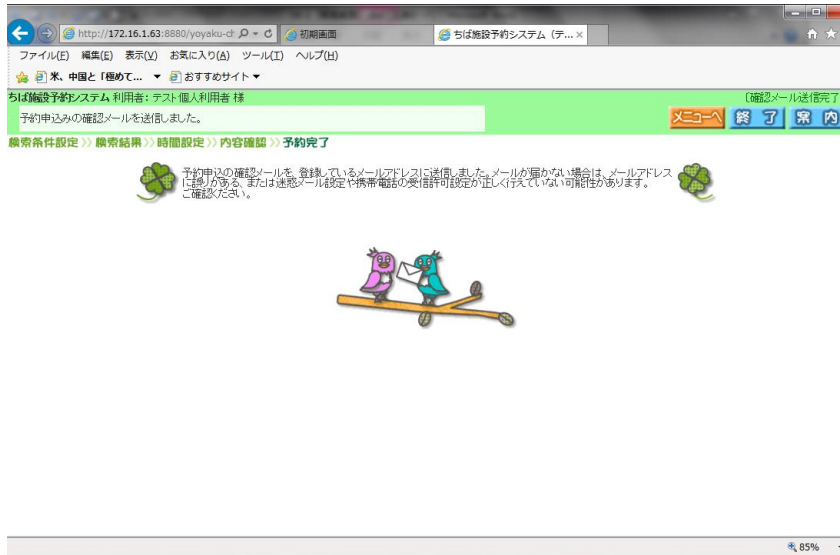 http://172.16.1.63:8880/yoyaku-ch
初期画面
ちば施設予約システム (テ... ×
ファイル(F) 編集(E) 表示(V) お気に入り(A) ツール(T) ヘルプ(H)
米、中国と「極めて... ▼ おすすめサイト ▼
ちば施設予約システム 利用者：テスト個人利用者 様
〔確認メール送信完了
予約申込みの確認メールを送信しました。
メニューへ 終 了 案 内
検索条件設定 >> 検索結果 >> 時間設定 >> 内容確認 >> 予約完了
予約申込の確認メールを、登録しているメールアドレスに送信しました。メールが届かない場合は、メールアドレス
に誤りがある、または迷惑メール設定や携帯電話の受信許可設定が正しく行えていない可能性があります。
ご確認ください。
85%